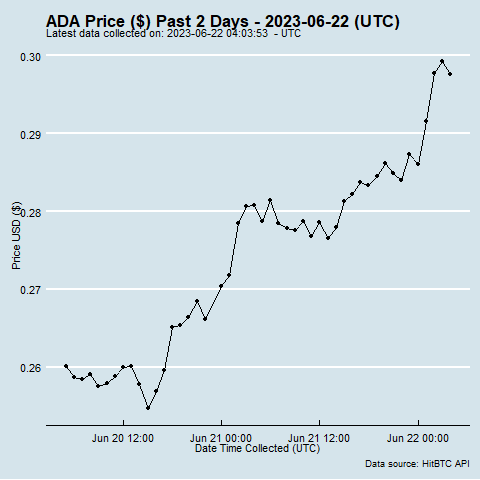 ADA Price ($) Past 2 Days - 2023-06-22 (UTC)
Latest data collected on: 2023-06-22 04:03:53 - UTC
0.30
0.29
0.28
0.27
0.26
Price USD ($)
Jun 20 12:00
Jun 21 00:00
Jun 21 12:00
Jun 22 00:00
Date Time Collected (UTC)
Data source: HitBTC API